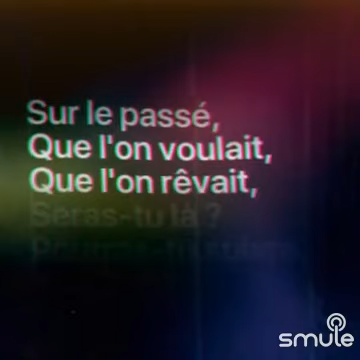 Sur le passé,
Que l'on voulait,
Que l'on rêvait,
Seras-tu là ?
smule